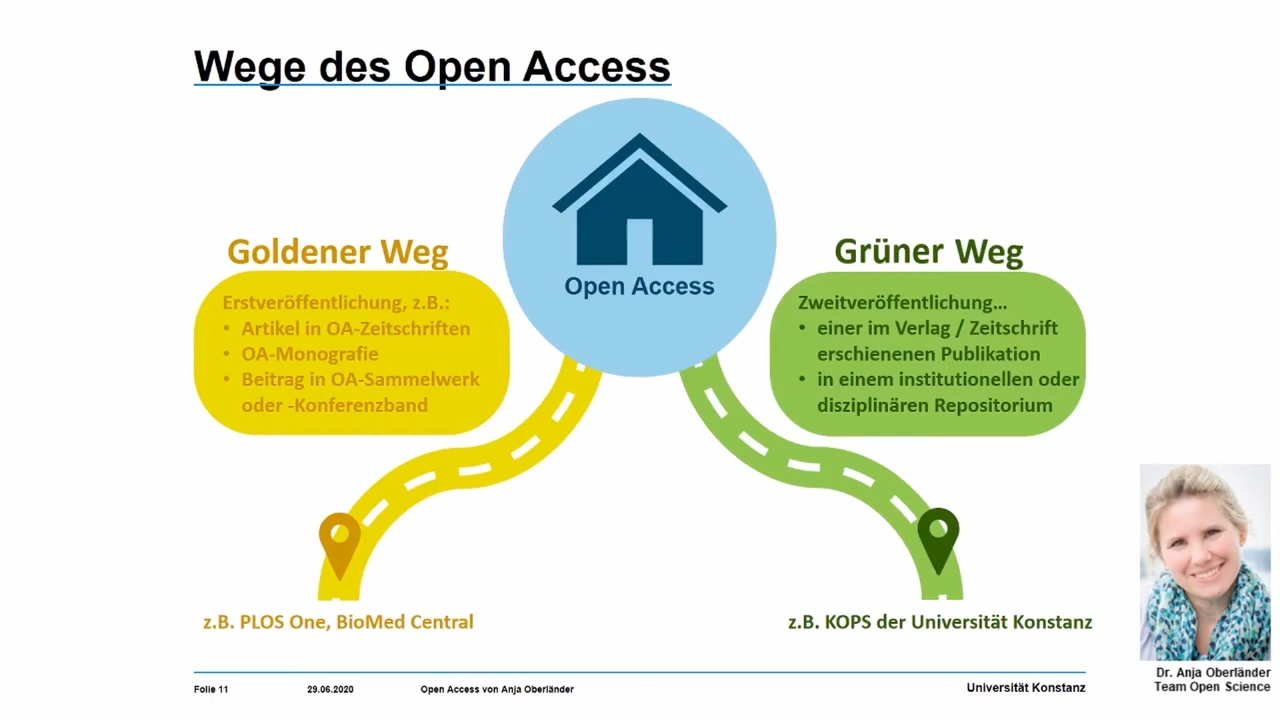 Wege des Open Access
Open Access
Goldener Weg
Erstveröffentlichung, z.B.:
• Artikel in OA-Zeitschriften
• OA-Monografie
• Beitrag in OA-Sammelwerk
oder -Konferenzband
z.B. PLOS One, BioMed Central
Grüner Weg
Zweitveröffentlichung...
• einer im Verlag / Zeitschrift
erschienenen Publikation
• in einem institutionellen oder
disziplinären Repositorium
z.B. KOPS der Universität Konstanz
Dr. Anja Oberländer
Team Open Science
Folie 11 29.06.2020 Open Access von Anja Oberländer Universität Konstanz